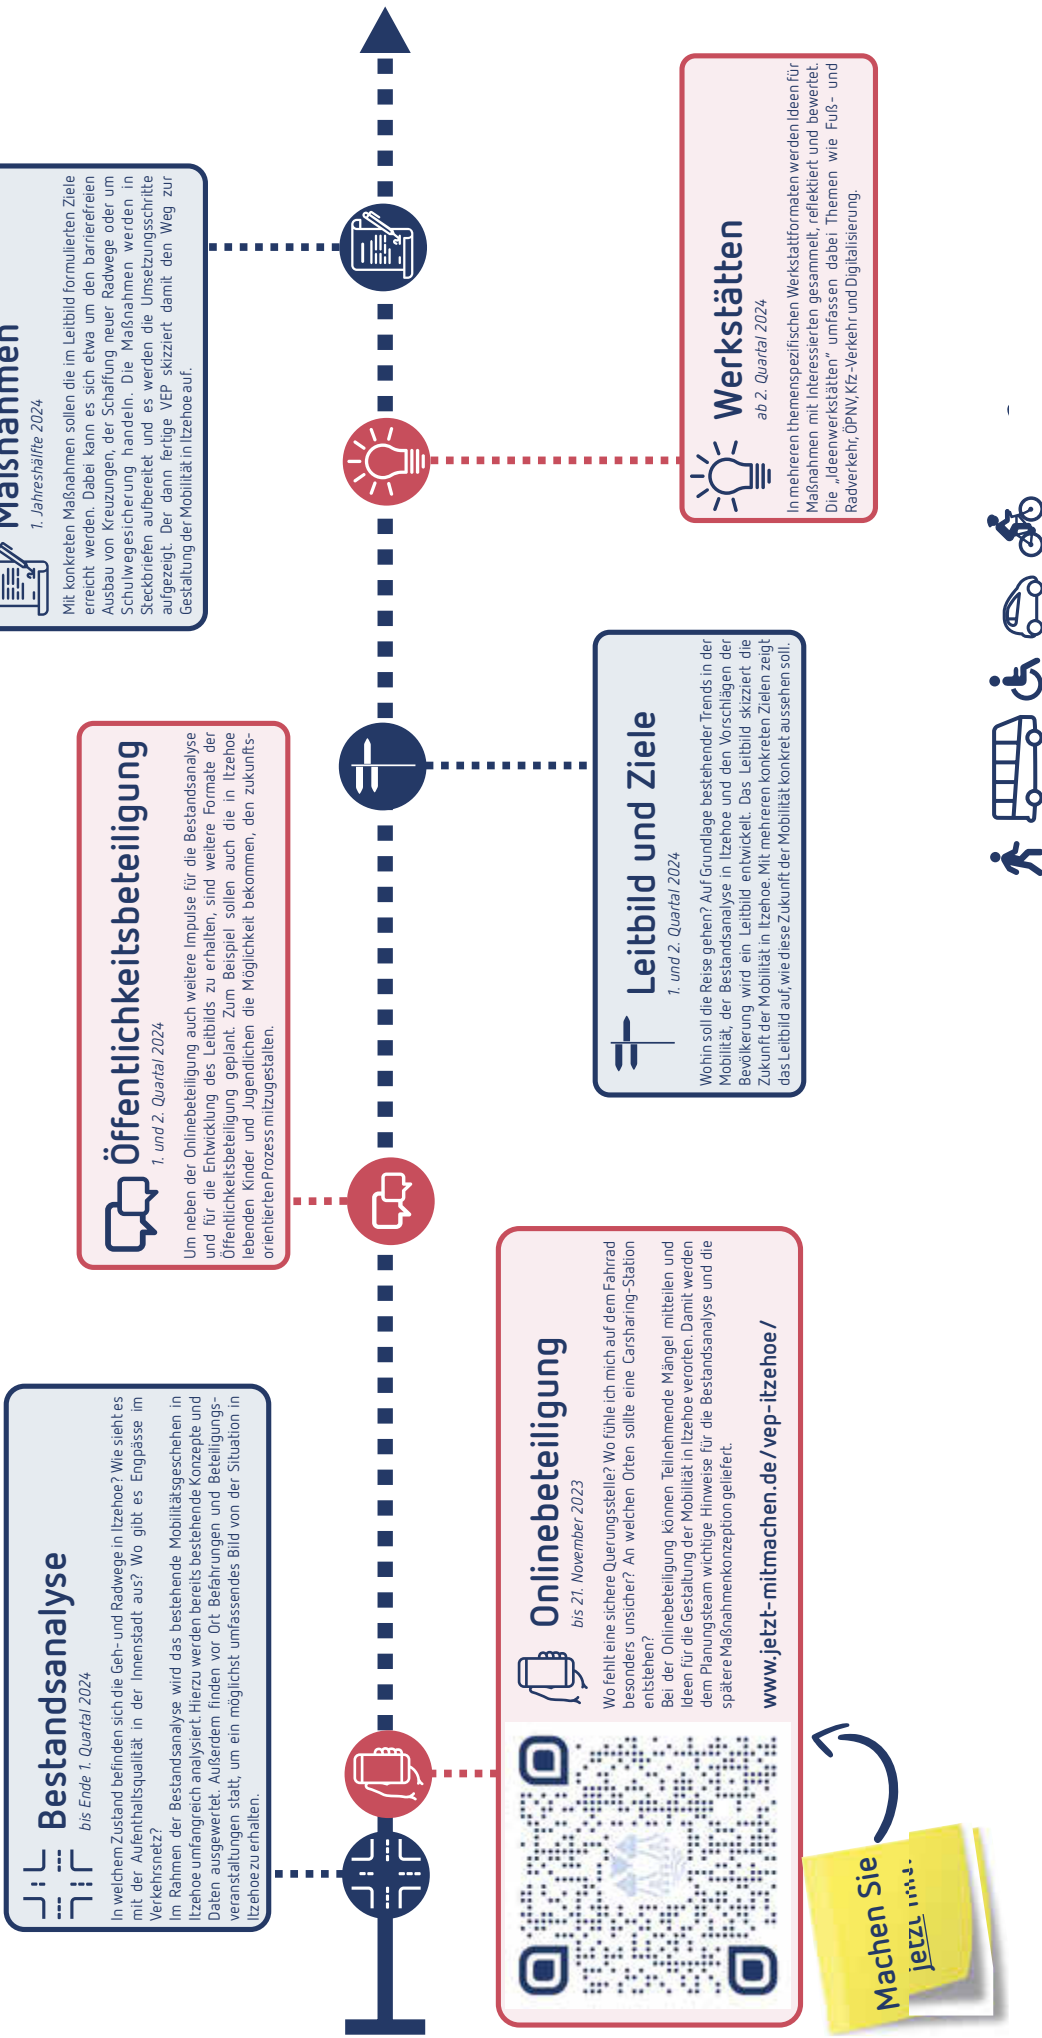 Bestandsanalyse
bis Ende 1. Quartal 2024
In welchem Zustand befinden sich die Geh- und Radwege in Itzehoe? Wie sieht es
mit der Aufenthaltsqualität in der Innenstadt aus? Wo gibt es Engpässe im
Verkehrsnetz?
Im Rahmen der Bestandsanalyse wird das bestehende Mobilitätsgeschehen in
Itzehoe umfangreich analysiert. Hierzu werden bereits bestehende Konzepte und
Daten ausgewertet. Außerdem finden vor Ort Befahrungen und Beteiligungs-
veranstaltungen statt, um ein möglichst umfassendes Bild von der Situation in
Itzehoe zu erhalten.
Onlinebeteiligung
bis 21. November 2023
Wo fehlt eine sichere Querungsstelle? Wo fühle ich mich auf dem Fahrrad
besonders unsicher? An welchen Orten sollte eine Carsharing-Station
entstehen?
Bei der Onlinebeteiligung können Teilnehmende Mängel mitteilen und
Ideen für die Gestaltung der Mobilität in Itzehoe verorten. Damit werden
dem Planungsteam wichtige Hinweise für die Bestandsanalyse und die
spätere Maßnahmenkonzeption geliefert.
www.jetzt-mitmachen.de/vep-itzehoe/
Machen Sie
jetzt mit.
Öffentlichkeitsbeteiligung
1. und 2. Quartal 2024
Um neben der Onlinebeteiligung auch weitere Impulse für die Bestandsanalyse
und für die Entwicklung des Leitbilds zu erhalten, sind weitere Formate der
Öffentlichkeitsbeteiligung geplant. Zum Beispiel sollen auch die in Itzehoe
lebenden Kinder und Jugendlichen die Möglichkeit bekommen, den zukunfts-
orientierten Prozess mitzugestalten.
Leitbild und Ziele
1. und 2. Quartal 2024
Wohin soll die Reise gehen? Auf Grundlage bestehender Trends in der
Mobilität, der Bestandsanalyse in Itzehoe und den Vorschlägen der
Bevölkerung wird ein Leitbild entwickelt. Das Leitbild skizziert die
Zukunft der Mobilität in Itzehoe. Mit mehreren konkreten Zielen zeigt
das Leitbild auf, wie diese Zukunft der Mobilität konkret aussehen soll.
Maßnahmen
1. Jahreshälfte 2024
Mit konkreten Maßnahmen sollen die im Leitbild formulierten Ziele
erreicht werden. Dabei kann es sich etwa um den barrierefreien
Ausbau von Kreuzungen, der Schaffung neuer Radwege oder um
Schulwegesicherung handeln. Die Maßnahmen werden in
Steckbriefen aufbereitet und es werden die Umsetzungsschritte
aufgezeigt. Der dann fertige VEP skizziert damit den Weg zur
Gestaltung der Mobilität in Itzehoe auf.
Werkstätten
ab 2. Quartal 2024
In mehreren themenspezifischen Werkstattformaten werden Ideen für
Maßnahmen mit Interessierten gesammelt, reflektiert und bewertet.
Die „Ideenwerkstätten“ umfassen dabei Themen wie Fuß- und
Radverkehr, ÖPNV, Kfz-Verkehr und Digitalisierung.